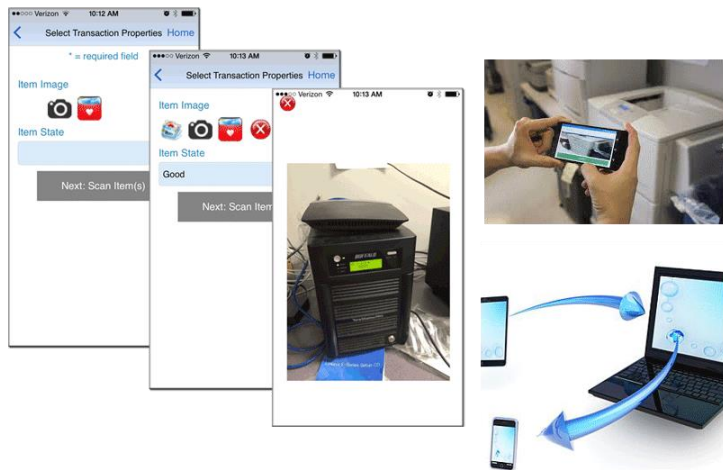 Verizon 10:12 AM
Select Transaction Properties Home
* = required field
Item Image
Item State
Next: Scan Item(s)
Verizon 10:13 AM
Select Transaction Properties Home
Item Image
Item State
Good
Next: Scan Item
Verizon 10:13 AM
BUFFALO